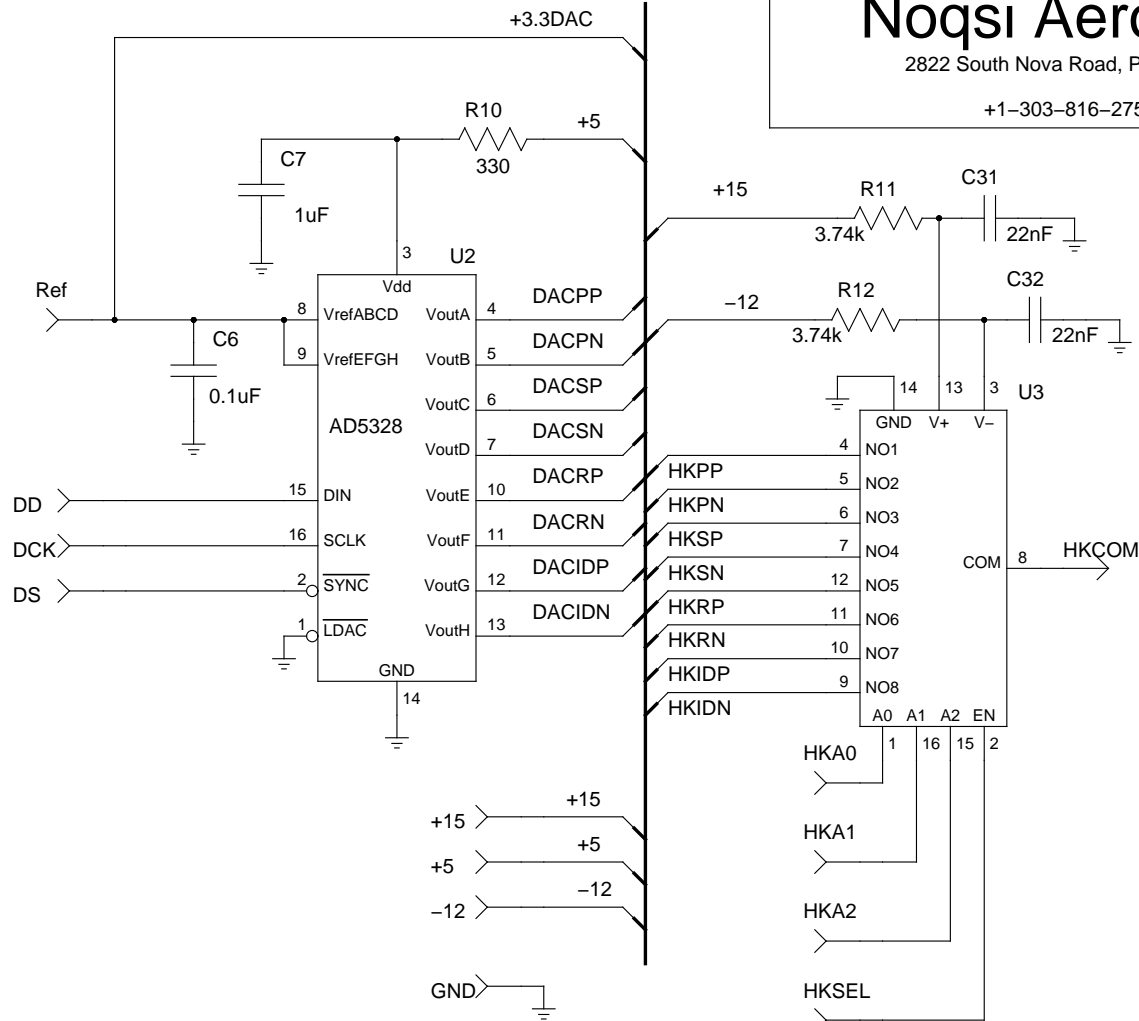 +3.3DAC
Noqsi Aero
2822 South Nova Road, P
+1−303−816−275
R10
+5
330
C7
1uF
+15
R11
3.74k
C31
22nF
−12
R12
3.74k
C32
22nF
Ref
C6
0.1uF
U2
3
Vdd
8 VrefABCD
9 VrefEFGH
AD5328
15 DIN
16 SCLK
2 SYNC
1 LDAC
GND
14
DD
DCK
DS
VoutA 4 DACPP
VoutB 5 DACPN
VoutC 6 DACSP
VoutD 7 DACSN
VoutE 10 DACRP
VoutF 11 DACRN
VoutG 12 DACIDP
VoutH 13 DACIDN
U3
14 13 3
GND V+ V−
HKPP 4 NO1
HKPN 5 NO2
HKSP 6 NO3
HKSN 7 NO4
HKRP 12 NO5
HKRN 11 NO6
HKIDP 10 NO7
HKIDN 9 NO8
COM 8 HKCOM
A0 A1 A2 EN
1 16 15 2
HKA0
HKA1
HKA2
HKSEL
+15 +15
+5 +5
−12 −12
GND